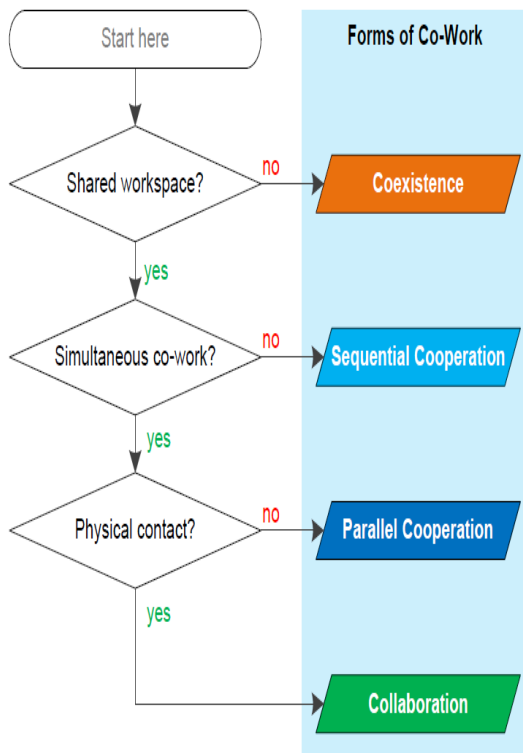 Start here
Forms of Co-Work
Shared workspace?
no
Coexistence
yes
Simultaneous co-work?
no
Sequential Cooperation
yes
Physical contact?
no
Parallel Cooperation
yes
Collaboration